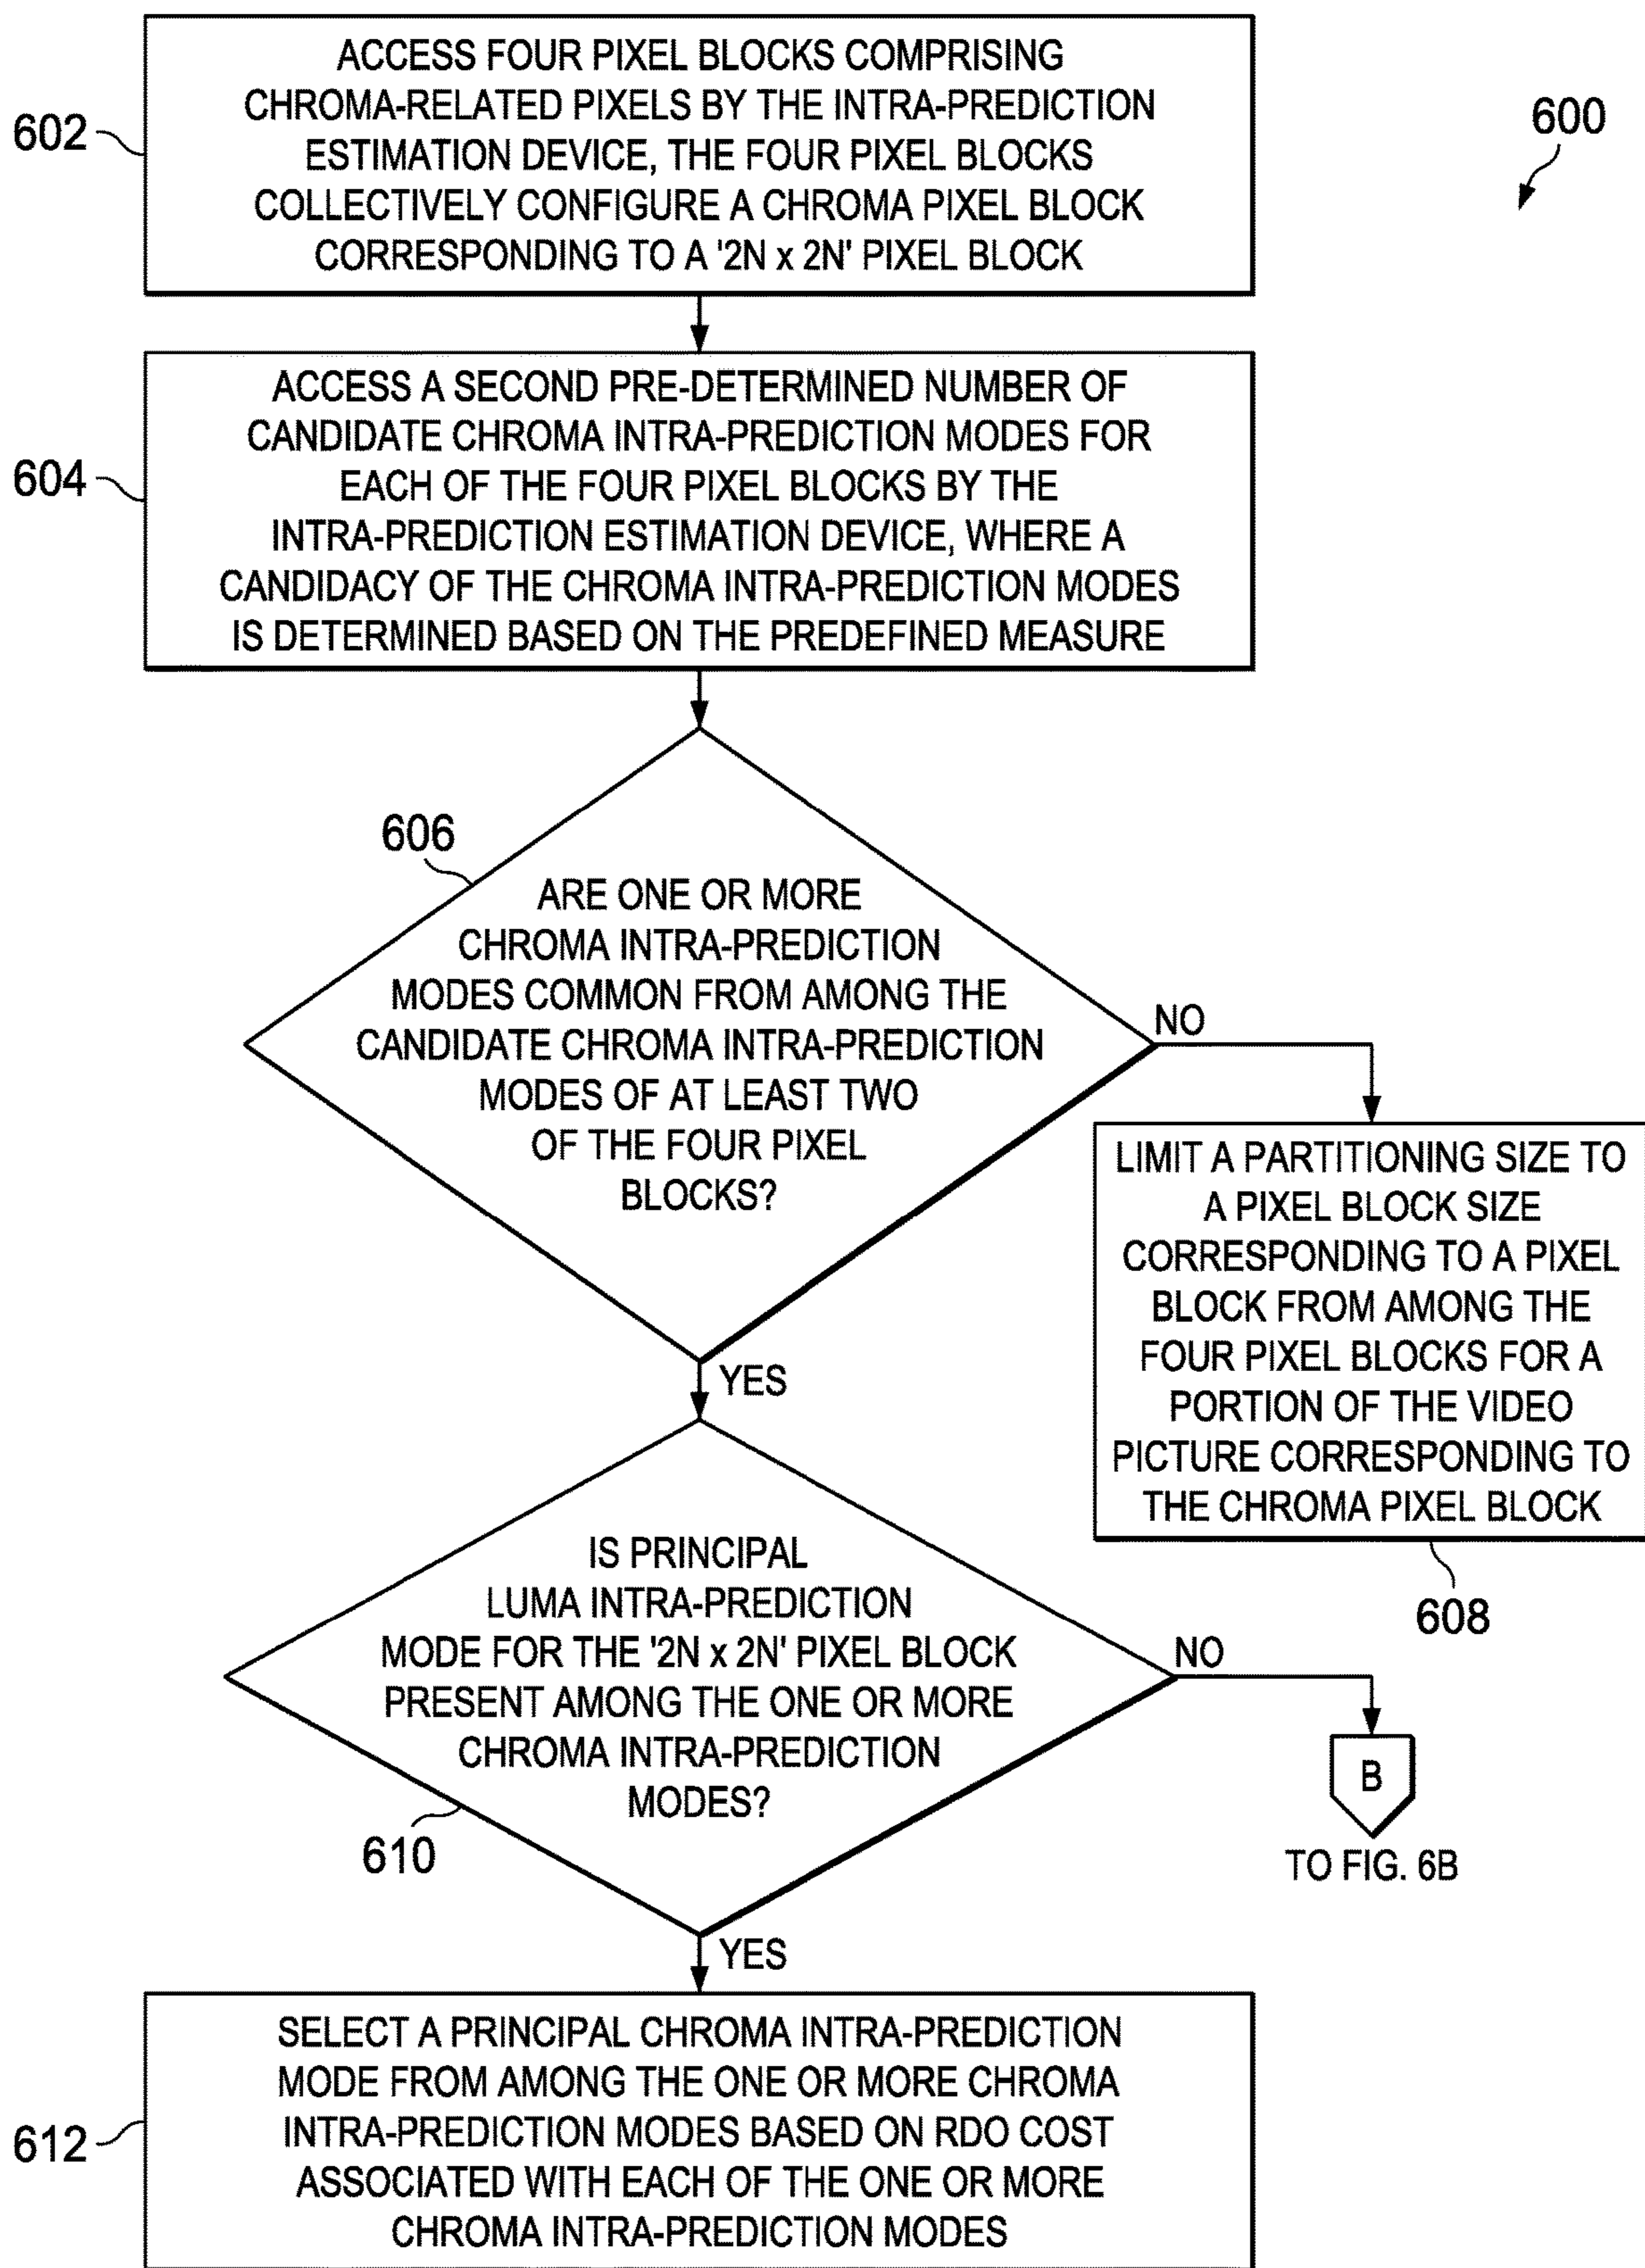 600
602
ACCESS FOUR PIXEL BLOCKS COMPRISING
CHROMA-RELATED PIXELS BY THE INTRA-PREDICTION
ESTIMATION DEVICE, THE FOUR PIXEL BLOCKS
COLLECTIVELY CONFIGURE A CHROMA PIXEL BLOCK
CORRESPONDING TO A '2N x 2N' PIXEL BLOCK
604
ACCESS A SECOND PRE-DETERMINED NUMBER OF
CANDIDATE CHROMA INTRA-PREDICTION MODES FOR
EACH OF THE FOUR PIXEL BLOCKS BY THE
INTRA-PREDICTION ESTIMATION DEVICE, WHERE A
CANDIDACY OF THE CHROMA INTRA-PREDICTION MODES
IS DETERMINED BASED ON THE PREDEFINED MEASURE
606
ARE ONE OR MORE
CHROMA INTRA-PREDICTION
MODES COMMON FROM AMONG THE
CANDIDATE CHROMA INTRA-PREDICTION
MODES OF AT LEAST TWO
OF THE FOUR PIXEL
BLOCKS?
NO
LIMIT A PARTITIONING SIZE TO
A PIXEL BLOCK SIZE
CORRESPONDING TO A PIXEL
BLOCK FROM AMONG THE
FOUR PIXEL BLOCKS FOR A
PORTION OF THE VIDEO
PICTURE CORRESPONDING TO
THE CHROMA PIXEL BLOCK
608
YES
IS PRINCIPAL
LUMA INTRA-PREDICTION
MODE FOR THE '2N x 2N' PIXEL BLOCK
PRESENT AMONG THE ONE OR MORE
CHROMA INTRA-PREDICTION
MODES?
610
NO
B
TO FIG. 6B
YES
612
SELECT A PRINCIPAL CHROMA INTRA-PREDICTION
MODE FROM AMONG THE ONE OR MORE CHROMA
INTRA-PREDICTION MODES BASED ON RDO COST
ASSOCIATED WITH EACH OF THE ONE OR MORE
CHROMA INTRA-PREDICTION MODES